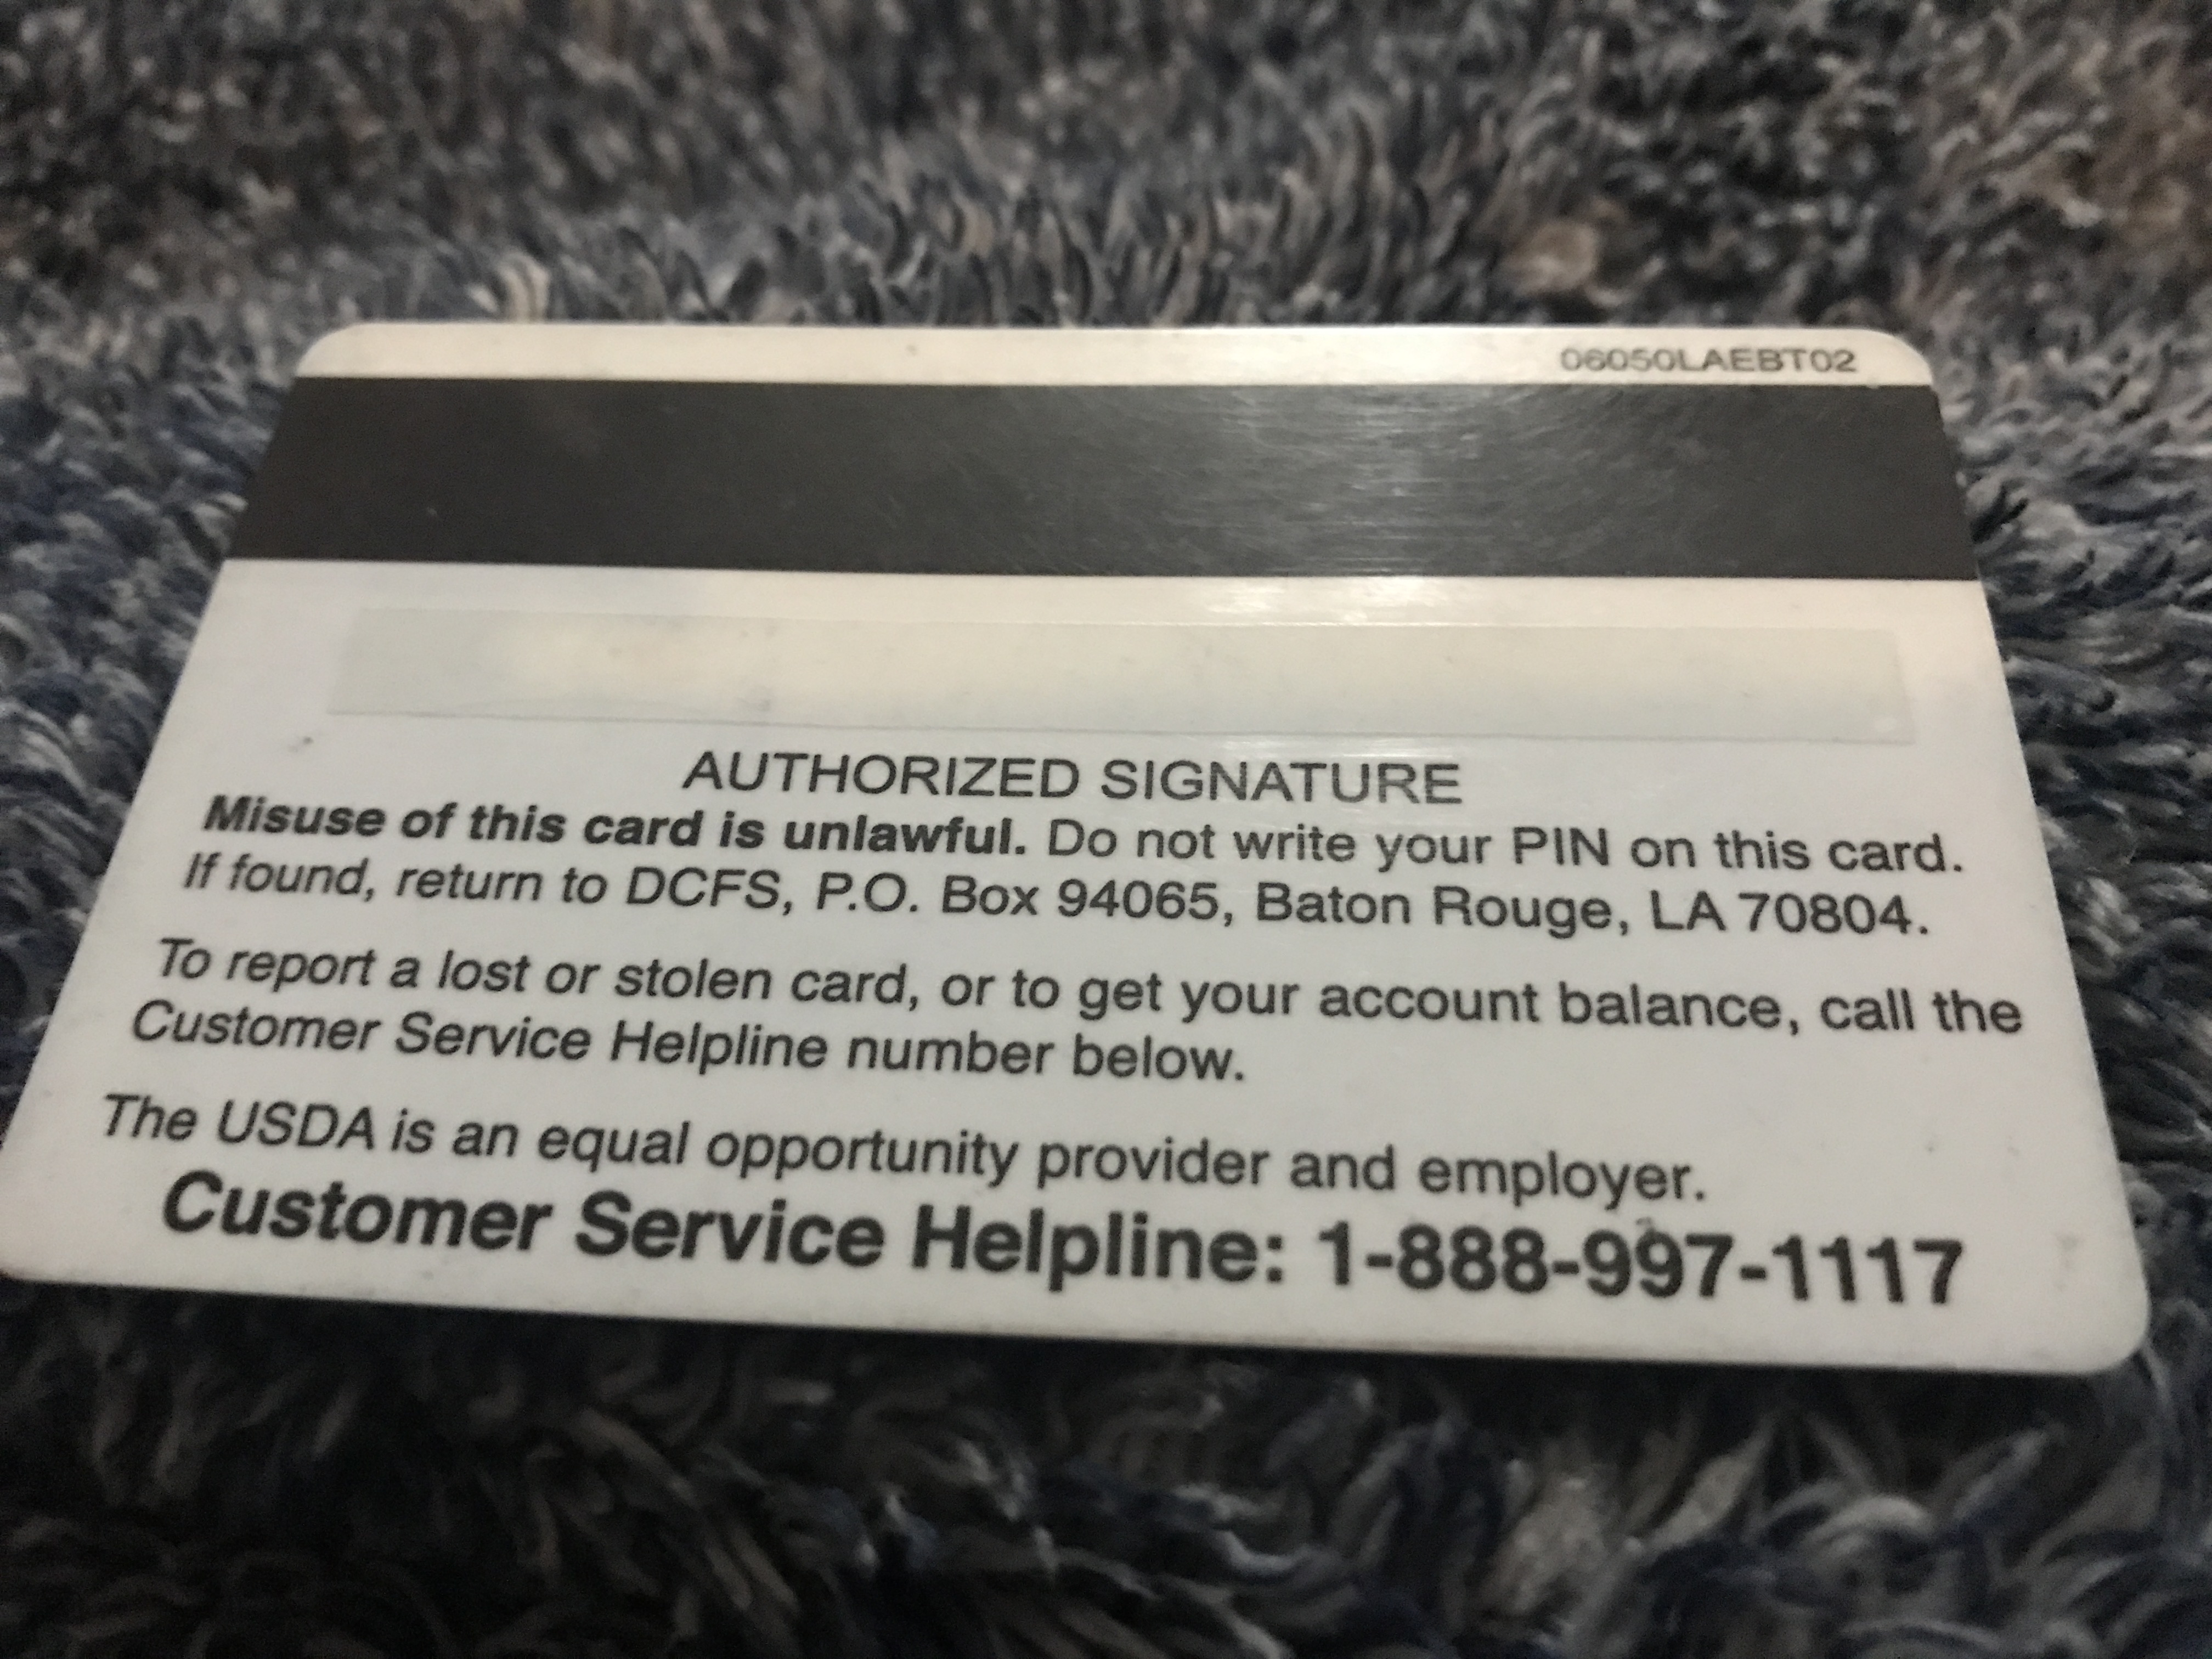 06050LAEBT02
AUTHORIZED SIGNATURE
Misuse of this card is unlawful. Do not write your PIN on this card.
If found, return to DCFS, P.O. Box 94065, Baton Rouge, LA 70804.
To report a lost or stolen card, or to get your account balance, call the
Customer Service Helpline number below.
The USDA is an equal opportunity provider and employer.
Customer Service Helpline: 1-888-997-1117